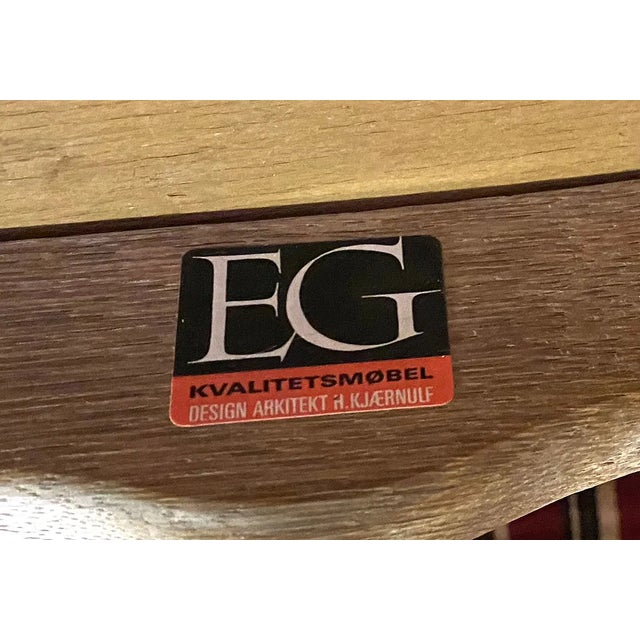 EG
KVALITETSMØBEL
DESIGN ARKITEKT H.KJÆRNULF